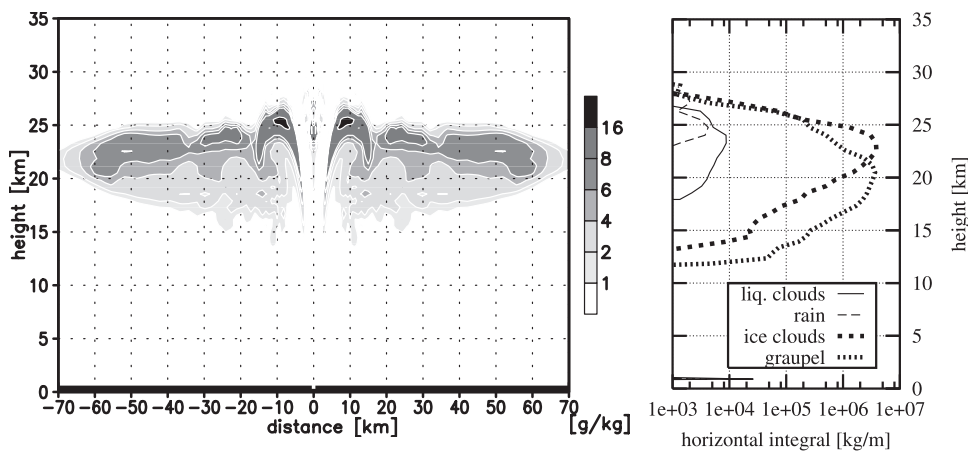 35
30
25
20
15
10
5
0
height [km]
-70 -60 -50 -40 -30 -20 -10 0 10 20 30 40 50 60 70
distance [km]
[g/kg]
16
8
6
4
2
1
35
30
25
20
15
10
5
0
height [km]
liq. clouds
rain
ice clouds
graupel
1e+03 1e+04 1e+05 1e+06 1e+07
horizontal integral [kg/m]